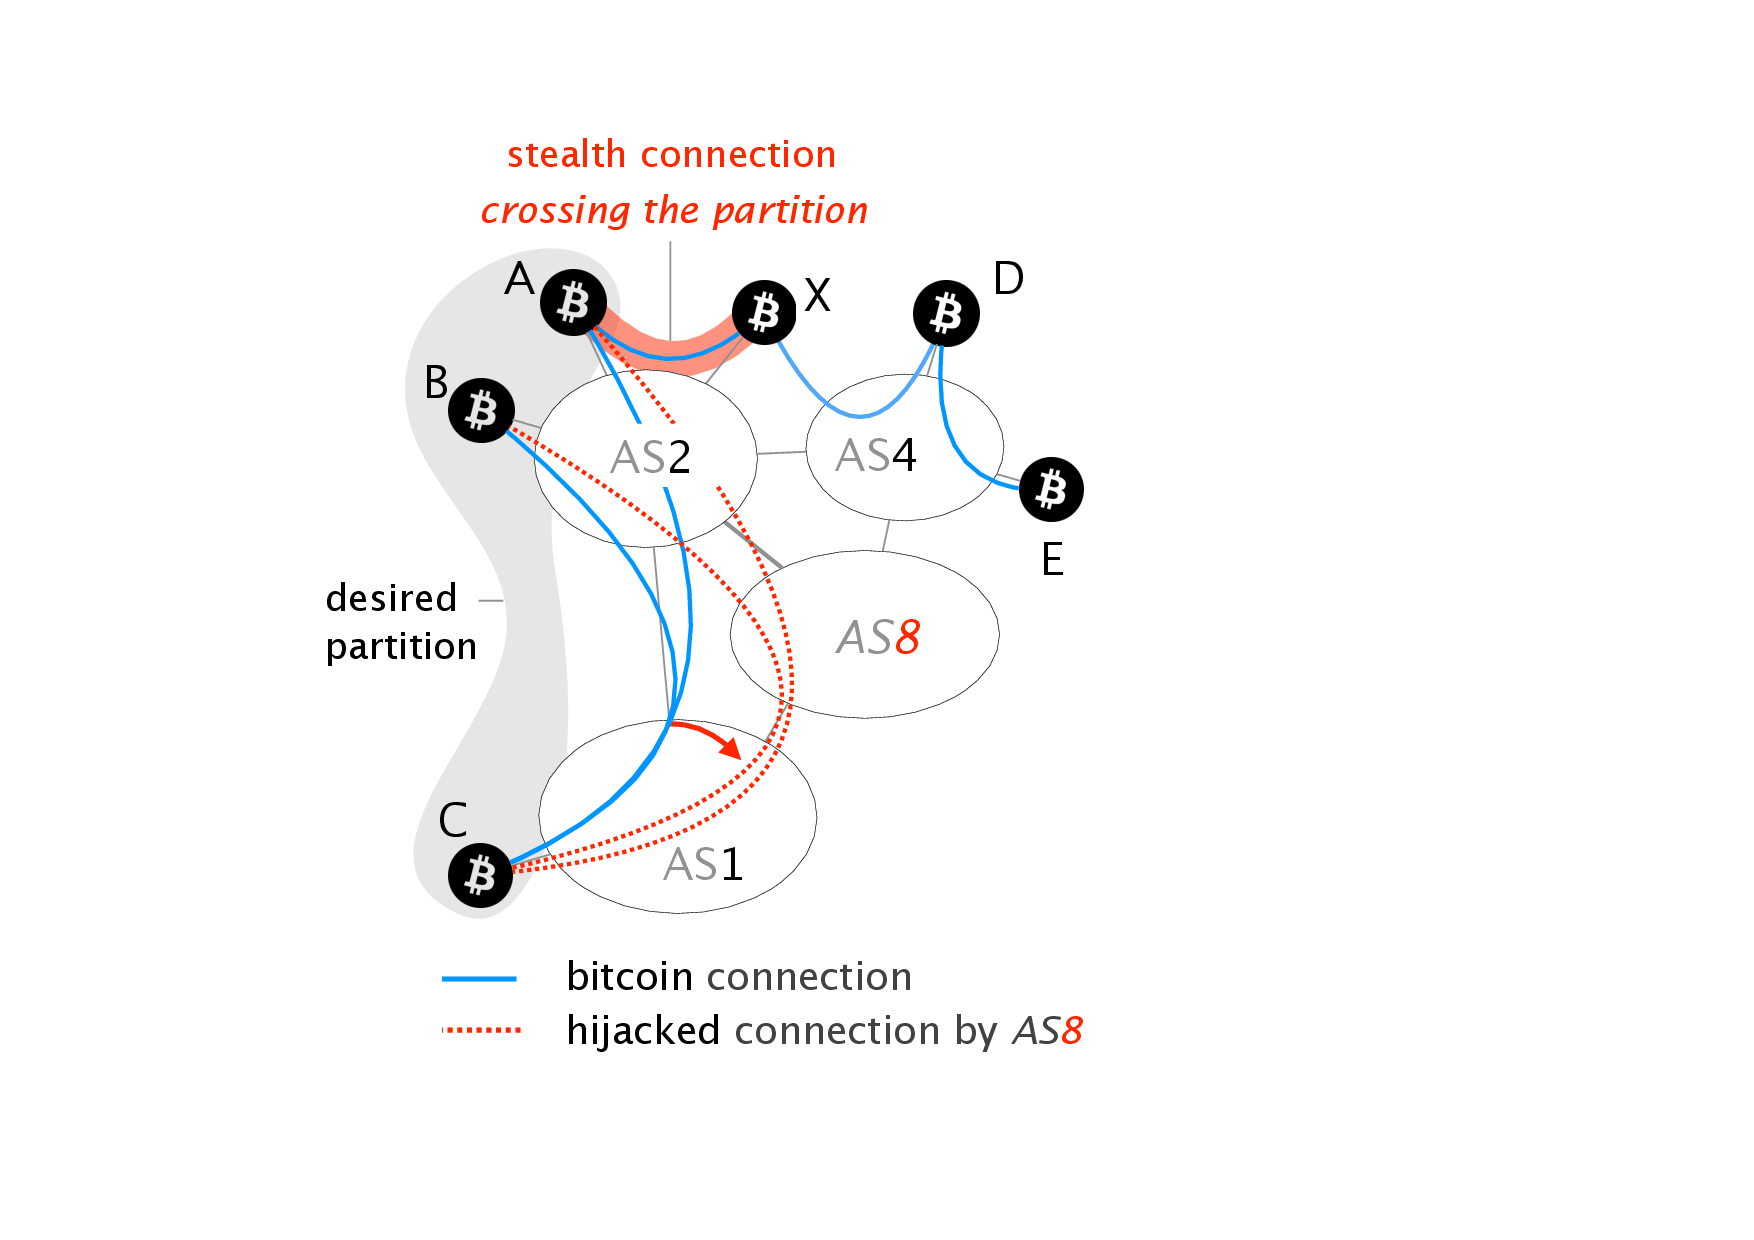 stealth connection
crossing the partition
A
X
D
B
AS2
AS4
E
desired
partition
AS8
C
AS1
bitcoin connection
hijacked connection by AS8